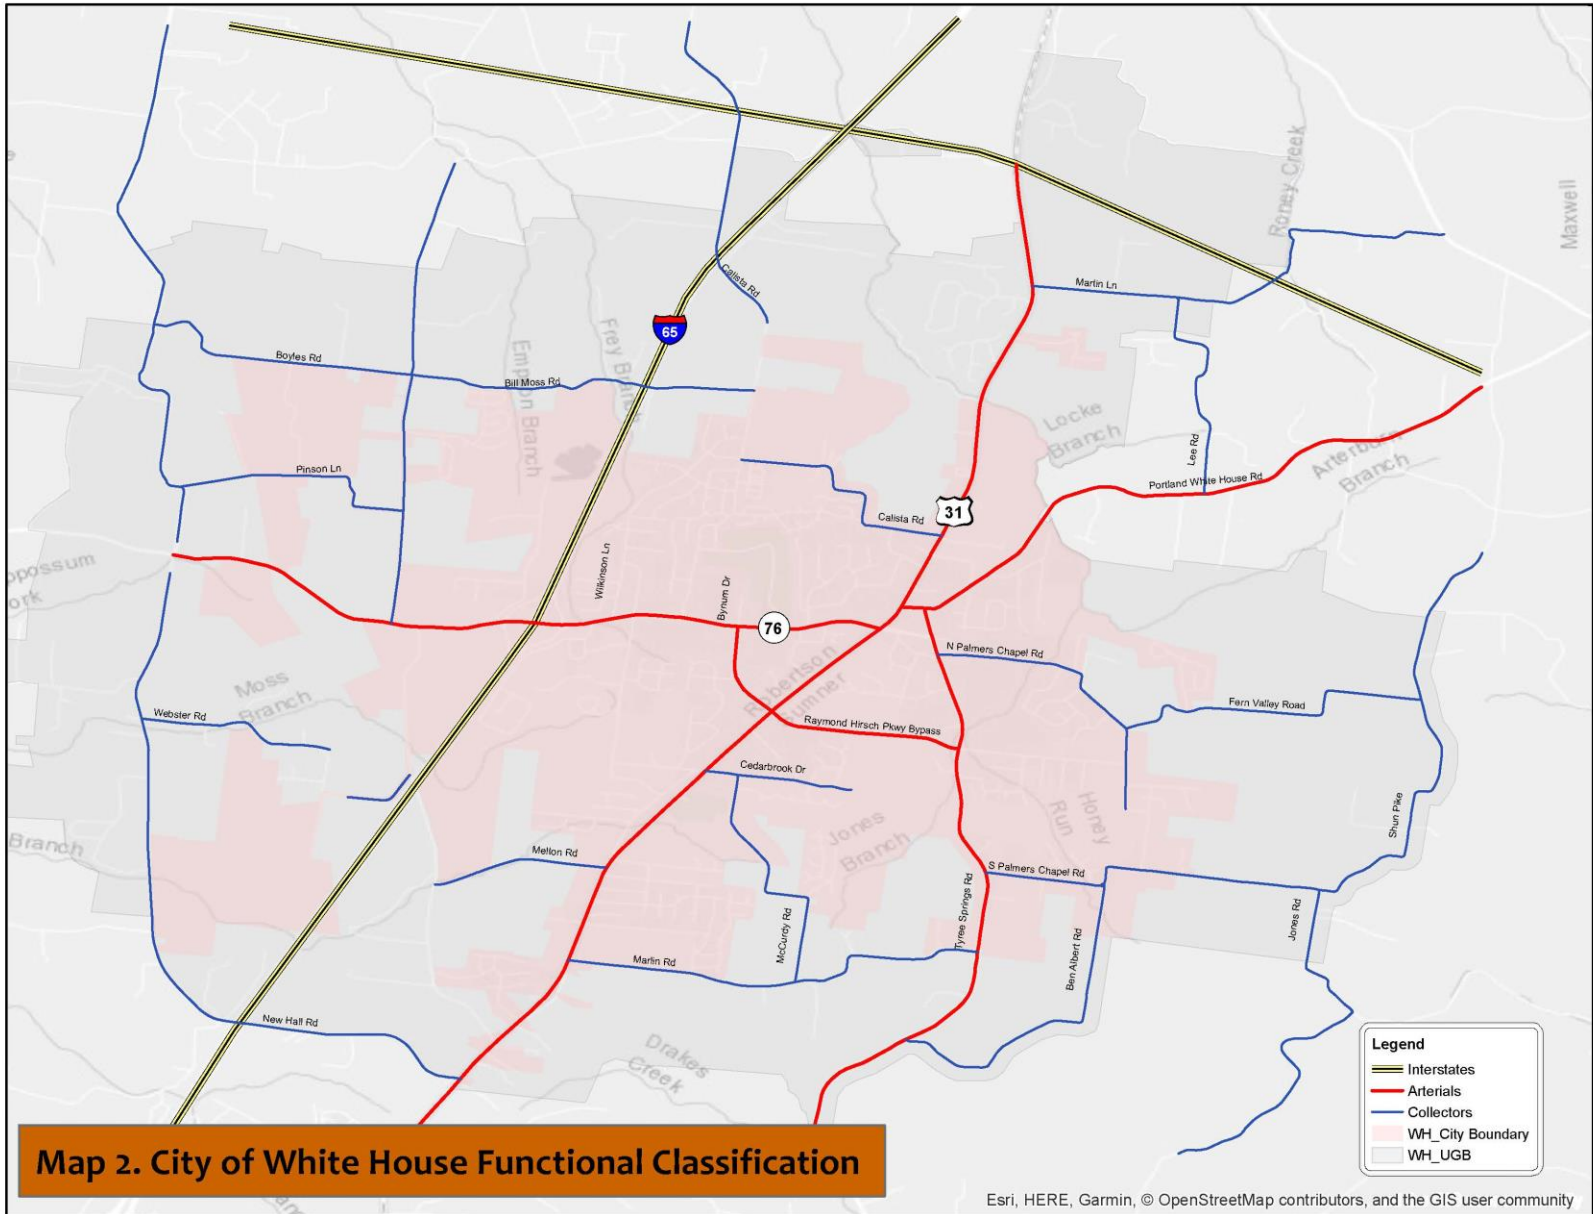 Roney Creek
Maxwell
Calista Rd
Marlin Ln
65
Frey Branch
Empson Branch
Boyles Rd
Bill Moss Rd
Locke
Branch
Lee Rd
Arterburn
Branch
Pinson Ln
Portland White House Rd
31
Calista Rd
opossum
ork
Wilkinson Ln
Bynum Dr
76
N Palmers Chapel Rd
Robertson
Sumner
Moss
Branch
Webster Rd
Fern Valley Road
Raymond Hirsch Pkwy Bypass
Cedarbrook Dr
Honey
Run
Shun Pike
Jones
Branch
Branch
Mellon Rd
S Palmers Chapel Rd
Tyree Springs Rd
McCurdy Rd
Jones Rd
Ben Albert Rd
Marlin Rd
New Hall Rd
Drakes
Creek
Legend
Interstates
Arterials
Collectors
WH_City Boundary
WH_UGB
Map 2. City of White House Functional Classification
Esri, HERE, Garmin, © OpenStreetMap contributors, and the GIS user community